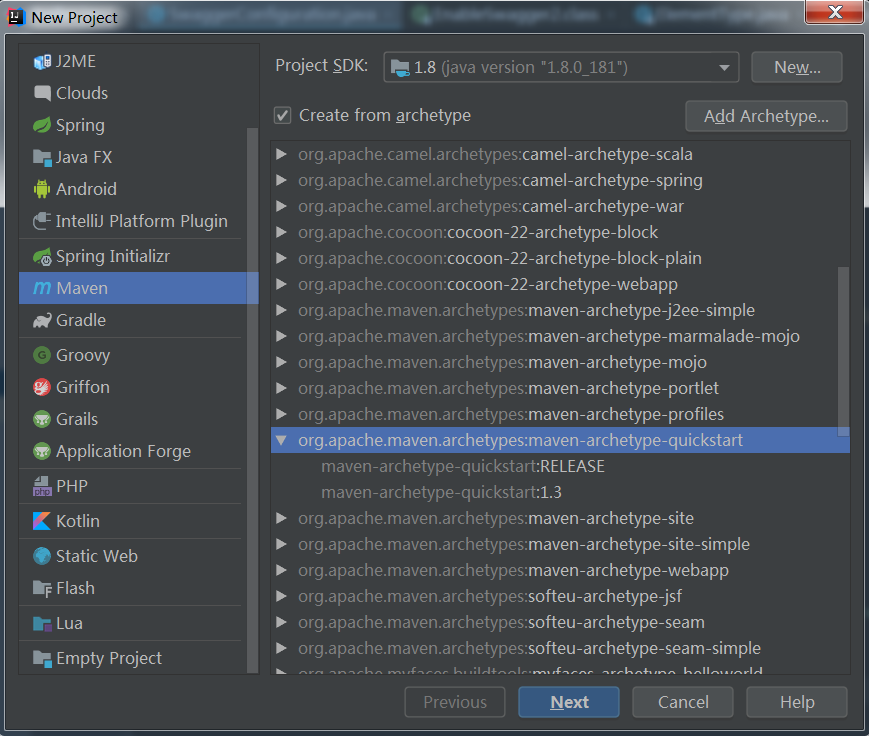 New Project
J2ME
Clouds
Spring
Java FX
Android
IntelliJ Platform Plugin
Spring Initializr
Maven
Gradle
Groovy
Griffon
Grails
Application Forge
PHP
Kotlin
Static Web
Flash
Lua
Empty Project
Project SDK: 1.8 (java version "1.8.0_181") New...
Create from archetype Add Archetype...
org.apache.camel.archetypes:camel-archetype-scala
org.apache.camel.archetypes:camel-archetype-spring
org.apache.camel.archetypes:camel-archetype-war
org.apache.cocoon:cocoon-22-archetype-block
org.apache.cocoon:cocoon-22-archetype-block-plain
org.apache.cocoon:cocoon-22-archetype-webapp
org.apache.maven.archetypes:maven-archetype-j2ee-simple
org.apache.maven.archetypes:maven-archetype-marmalade-mojo
org.apache.maven.archetypes:maven-archetype-mojo
org.apache.maven.archetypes:maven-archetype-portlet
org.apache.maven.archetypes:maven-archetype-profiles
org.apache.maven.archetypes:maven-archetype-quickstart
maven-archetype-quickstart:RELEASE
maven-archetype-quickstart:1.3
org.apache.maven.archetypes:maven-archetype-site
org.apache.maven.archetypes:maven-archetype-site-simple
org.apache.maven.archetypes:maven-archetype-webapp
org.apache.maven.archetypes:softeu-archetype-jsf
org.apache.maven.archetypes:softeu-archetype-seam
org.apache.maven.archetypes:softeu-archetype-seam-simple
org.apache.myfaces.buildtools:myfaces-archetype-helloworld
Previous Next Cancel Help